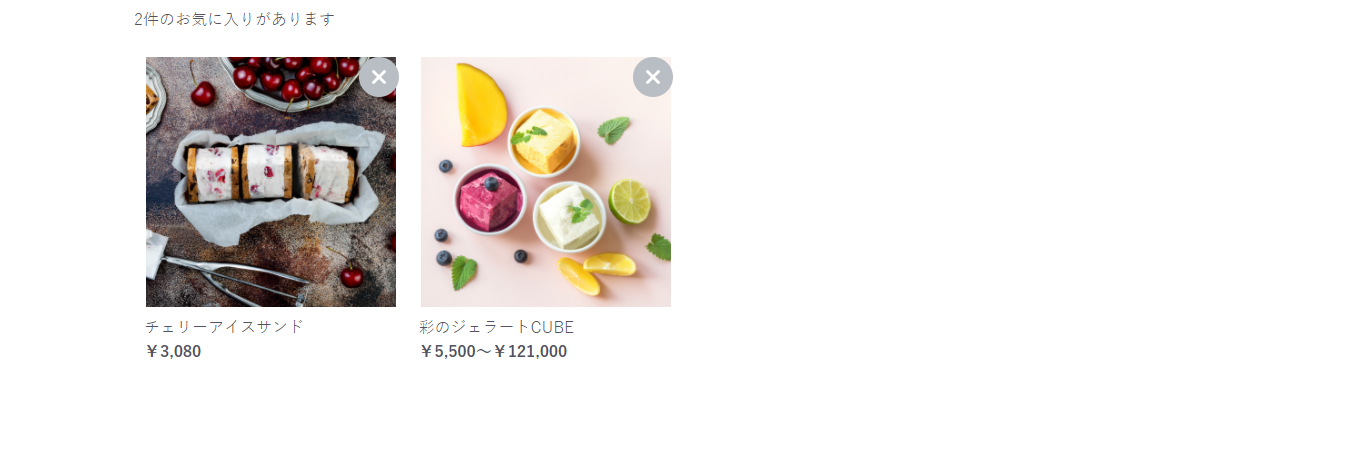 2件のお気に入りがあります
チェリーアイスサンド
￥3,080
彩のジェラートCUBE
￥5,500～￥121,000